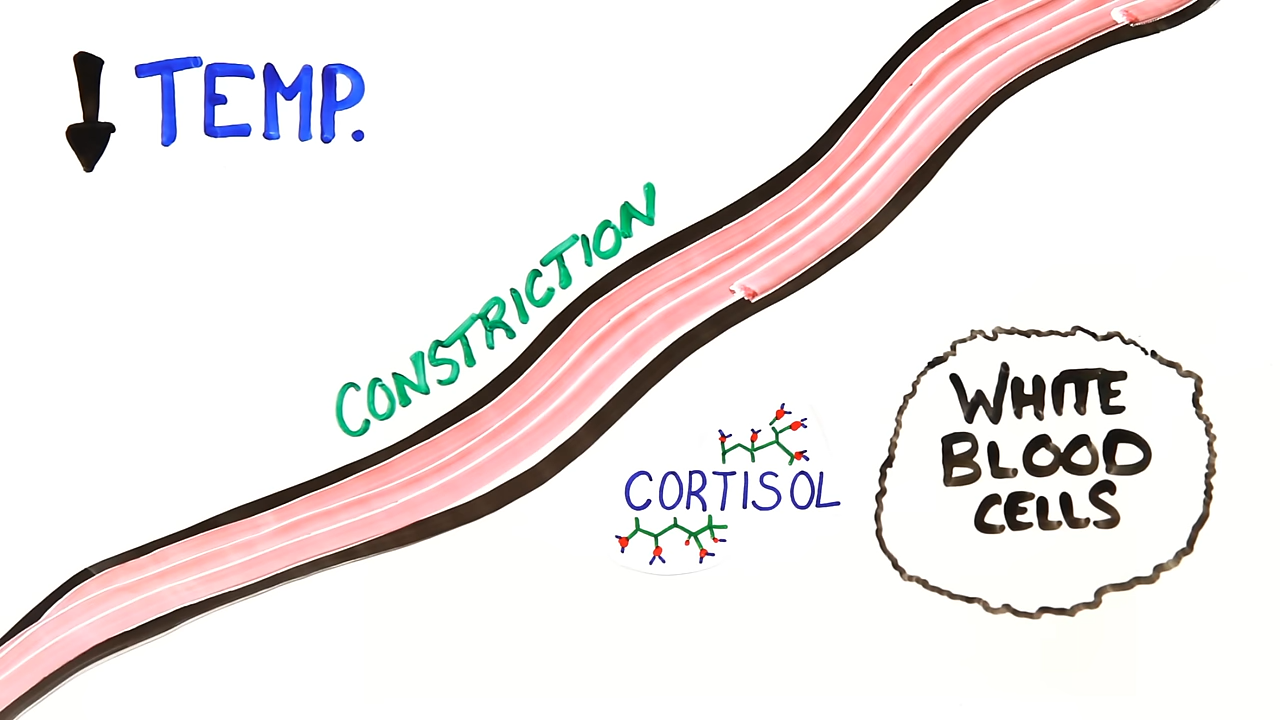 TEMP.
CONSTRICTION
CORTISOL
WHITE
BLOOD
CELLS